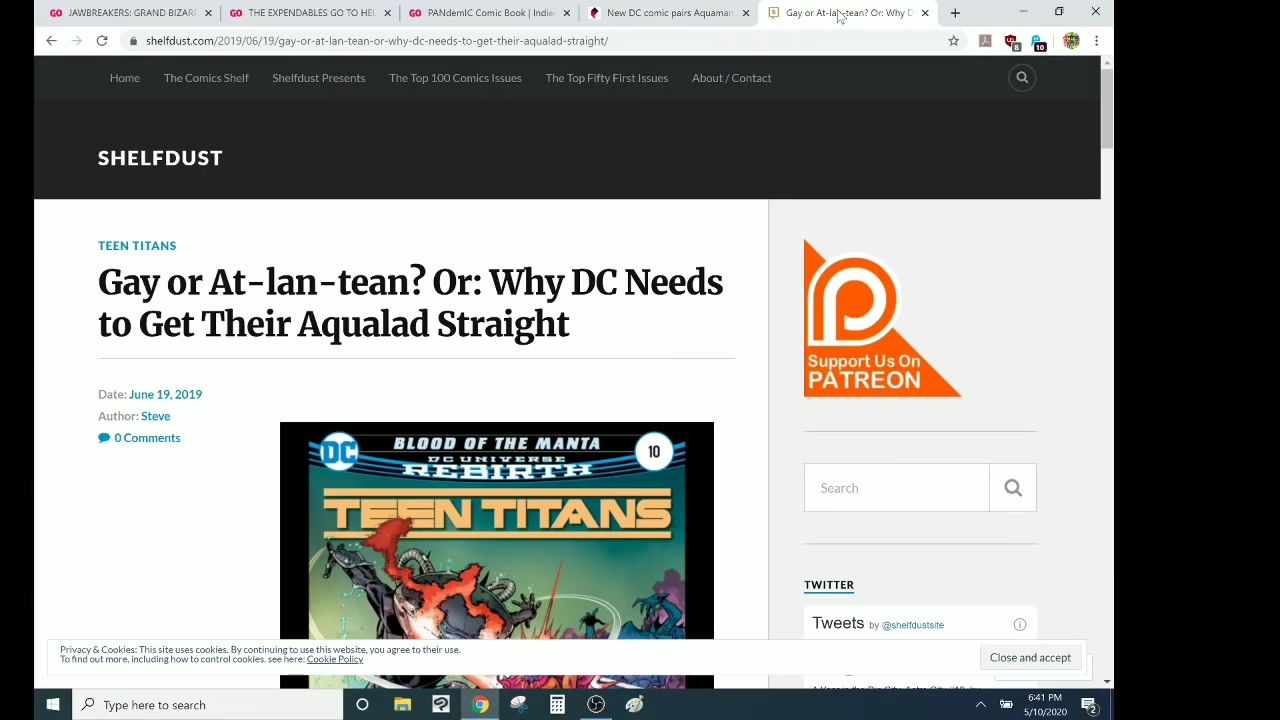 JAWBREAKERS: GRAND BIZAR
THE EXPENDABLES GO TO HEL
PANdemIC Comic Book | Indie
New DC comic pairs Aquaman
Gay or At-lan-tean? Or: Why D
shelfdust.com/2019/06/19/gay-or-at-lan-tean-or-why-dc-needs-to-get-their-aqualad-straight/
8
10
Home
The Comics Shelf
Shelfdust Presents
The Top 100 Comics Issues
The Top Fifty First Issues
About / Contact
SHELFDUST
TEEN TITANS
Gay or At-lan-tean? Or: Why DC Needs
to Get Their Aqualad Straight
Date: June 19, 2019
Author: Steve
0 Comments
DC
BLOOD OF THE MANTA
DC UNIVERSE
REBIRTH
10
TEEN TITANS
Support Us On
PATREON
Search
TWITTER
Tweets by @shelfdustsite
Privacy & Cookies: This site uses cookies. By continuing to use this website, you agree to their use.
To find out more, including how to control cookies, see here: Cookie Policy
Close and accept
Type here to search
6:41 PM
5/10/2020
2